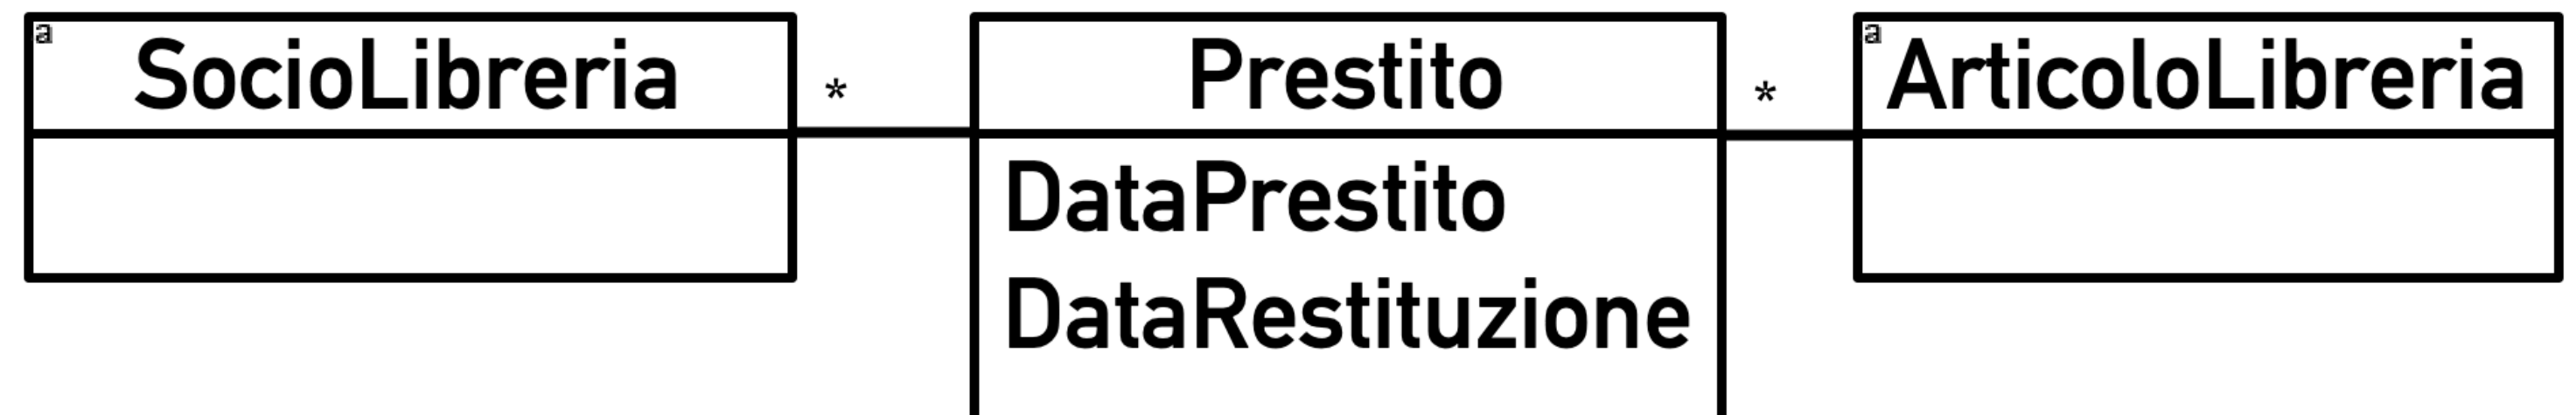 a
SocioLibreria
*
Prestito
DataPrestito
DataRestituzione
*
a
ArticoloLibreria